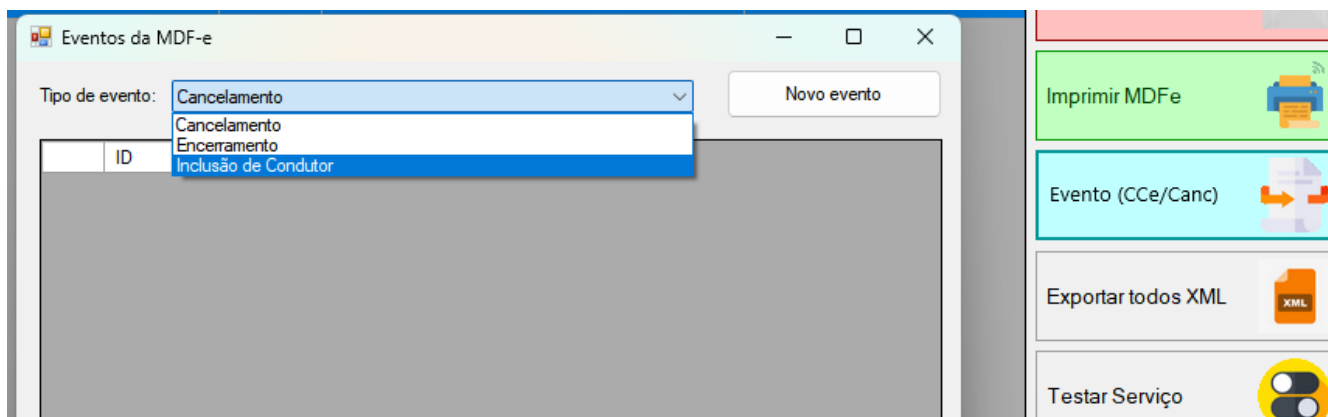 Eventos da MDF-e
Tipo de evento: Cancelamento
Novo evento
Cancelamento
Encerramento
Inclusão de Condutor
ID
Imprimir MDFe
Evento (CCe/Canc)
Exportar todos XML
XML
Testar Serviço